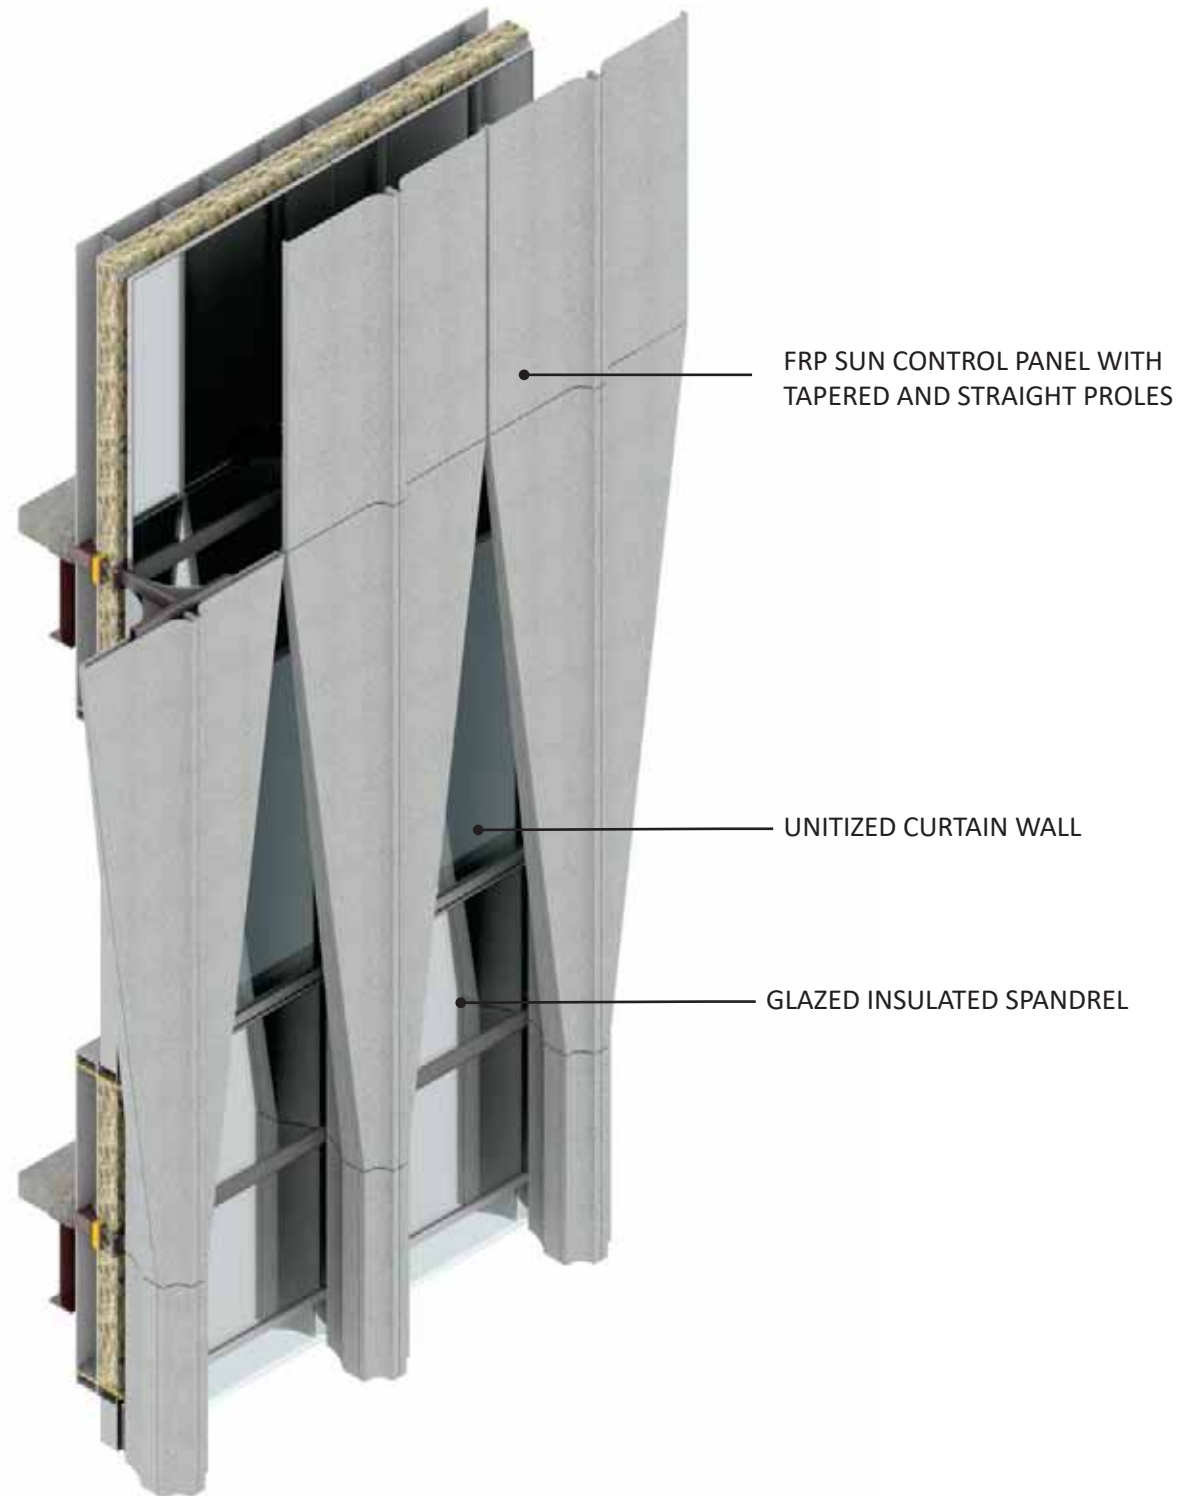 FRP SUN CONTROL PANEL WITH
TAPERED AND STRAIGHT PROLES
UNITIZED CURTAIN WALL
GLAZED INSULATED SPANDREL